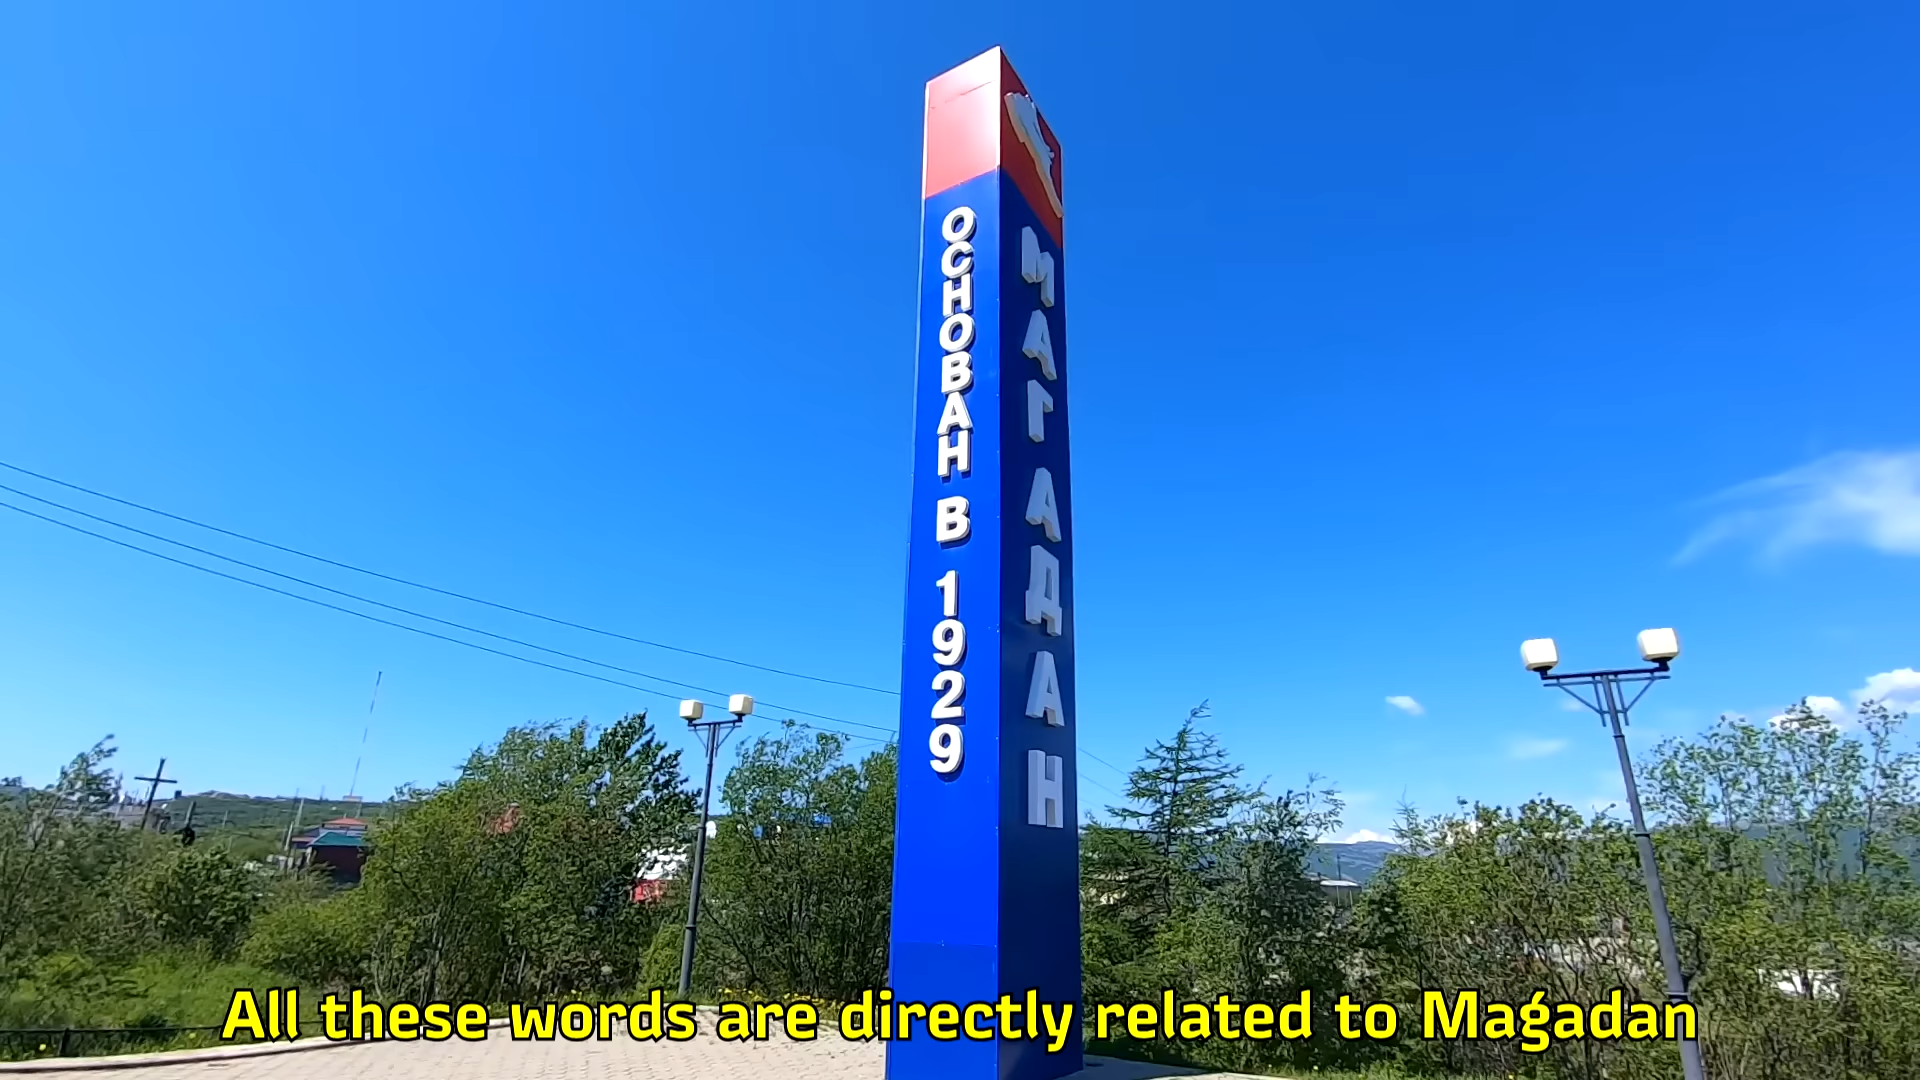 ОСНОВАН В 1929
МАГАДАН
All these words are directly related to Magadan